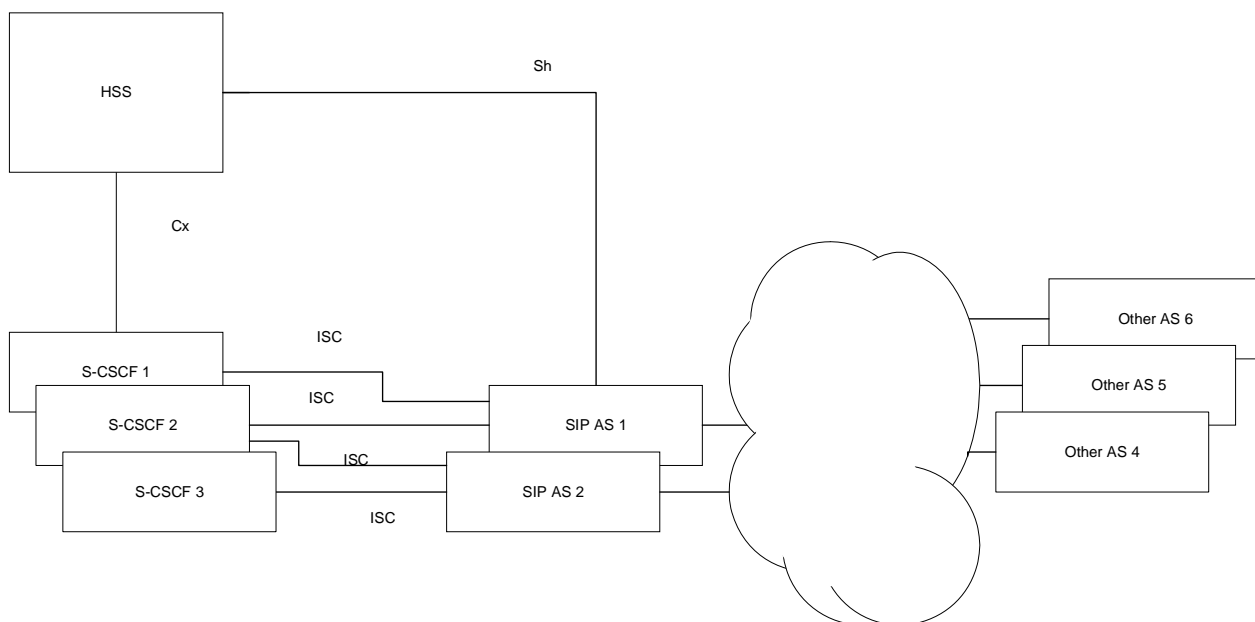 Sh
HSS
Cx
ISC
Other AS 6
S-CSCF 1
Other AS 5
ISC
S-CSCF 2
SIP AS 1
Other AS 4
ISC
S-CSCF 3
SIP AS 2
ISC